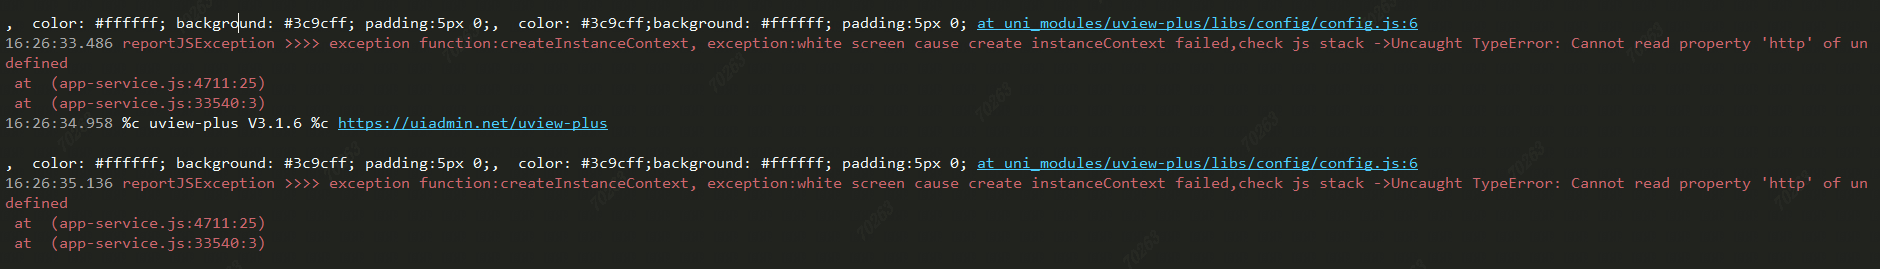 ,  color: #ffffff; background: #3c9cff; padding:5px 0;,  color: #3c9cff;background: #ffffff; padding:5px 0; at uni_modules/uview-plus/libs/config/config.js:6
16:26:33.486 reportJSException >>>> exception function:createInstanceContext, exception:white screen cause create instanceContext failed,check js stack ->Uncaught TypeError: Cannot read property 'http' of un
defined
at  (app-service.js:4711:25)
at  (app-service.js:33540:3)
16:26:34.958 %c uview-plus V3.1.6 %c https://uiadmin.net/uview-plus
,  color: #ffffff; background: #3c9cff; padding:5px 0;,  color: #3c9cff;background: #ffffff; padding:5px 0; at uni_modules/uview-plus/libs/config/config.js:6
16:26:35.136 reportJSException >>>> exception function:createInstanceContext, exception:white screen cause create instanceContext failed,check js stack ->Uncaught TypeError: Cannot read property 'http' of un
defined
at  (app-service.js:4711:25)
at  (app-service.js:33540:3)